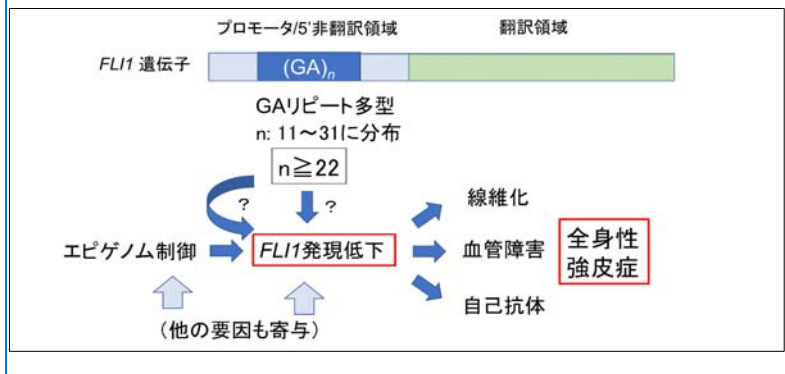 プロモータ/5'非翻訳領域
翻訳領域
FLI1 遺伝子
(GA)n
GAリピート多型
n: 11～31に分布
n≧22
?
?
エピゲノム制御
FLI1発現低下
線維化
血管障害
自己抗体
全身性
強皮症
(他の要因も寄与)